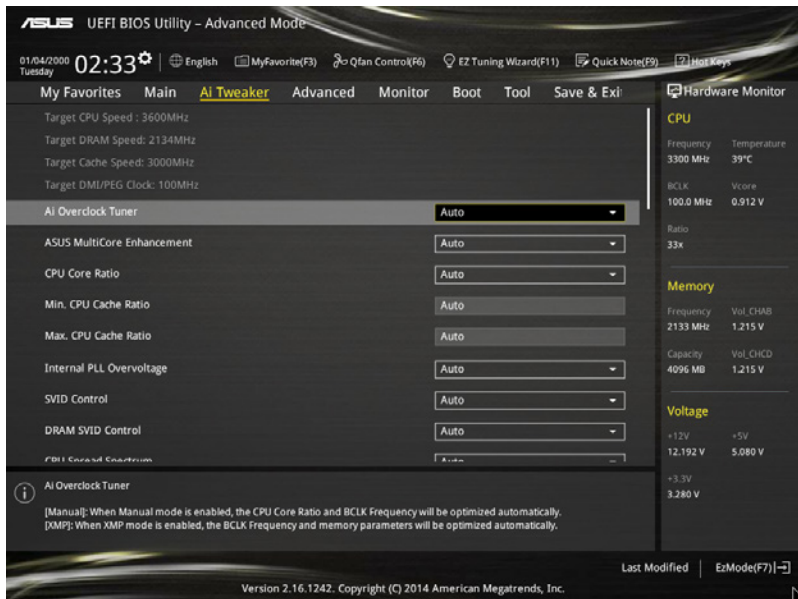 ASUS UEFI BIOS Utility – Advanced Mode
01/04/2000 Tuesday 02:33 English MyFavorite(F3) Qfan Control(F6) EZ Tuning Wizard(F11) Quick Note(F9) ? Hot Keys
My Favorites Main Ai Tweaker Advanced Monitor Boot Tool Save & Exi
Target CPU Speed : 3600MHz
Target DRAM Speed: 2134MHz
Target Cache Speed: 3000MHz
Target DMI/PEG Clock: 100MHz
Ai Overclock Tuner Auto
ASUS MultiCore Enhancement Auto
CPU Core Ratio Auto
Min. CPU Cache Ratio Auto
Max. CPU Cache Ratio Auto
Internal PLL Overvoltage Auto
SVID Control Auto
DRAM SVID Control Auto
CPU Spread Spectrum Auto
Ai Overclock Tuner
[Manual]: When Manual mode is enabled, the CPU Core Ratio and BCLK Frequency will be optimized automatically.
[XMP]: When XMP mode is enabled, the BCLK Frequency and memory parameters will be optimized automatically.
Hardware Monitor
CPU
Frequency Temperature
3300 MHz 39°C
BCLK Vcore
100.0 MHz 0.912 V
Ratio
33x
Memory
Frequency Vol_CHAB
2133 MHz 1.215 V
Capacity Vol_CHCD
4096 MB 1.215 V
Voltage
+12V +5V
12.192 V 5.080 V
+3.3V
3.280 V
Last Modified EzMode(F7)
Version 2.16.1242. Copyright (C) 2014 American Megatrends, Inc.